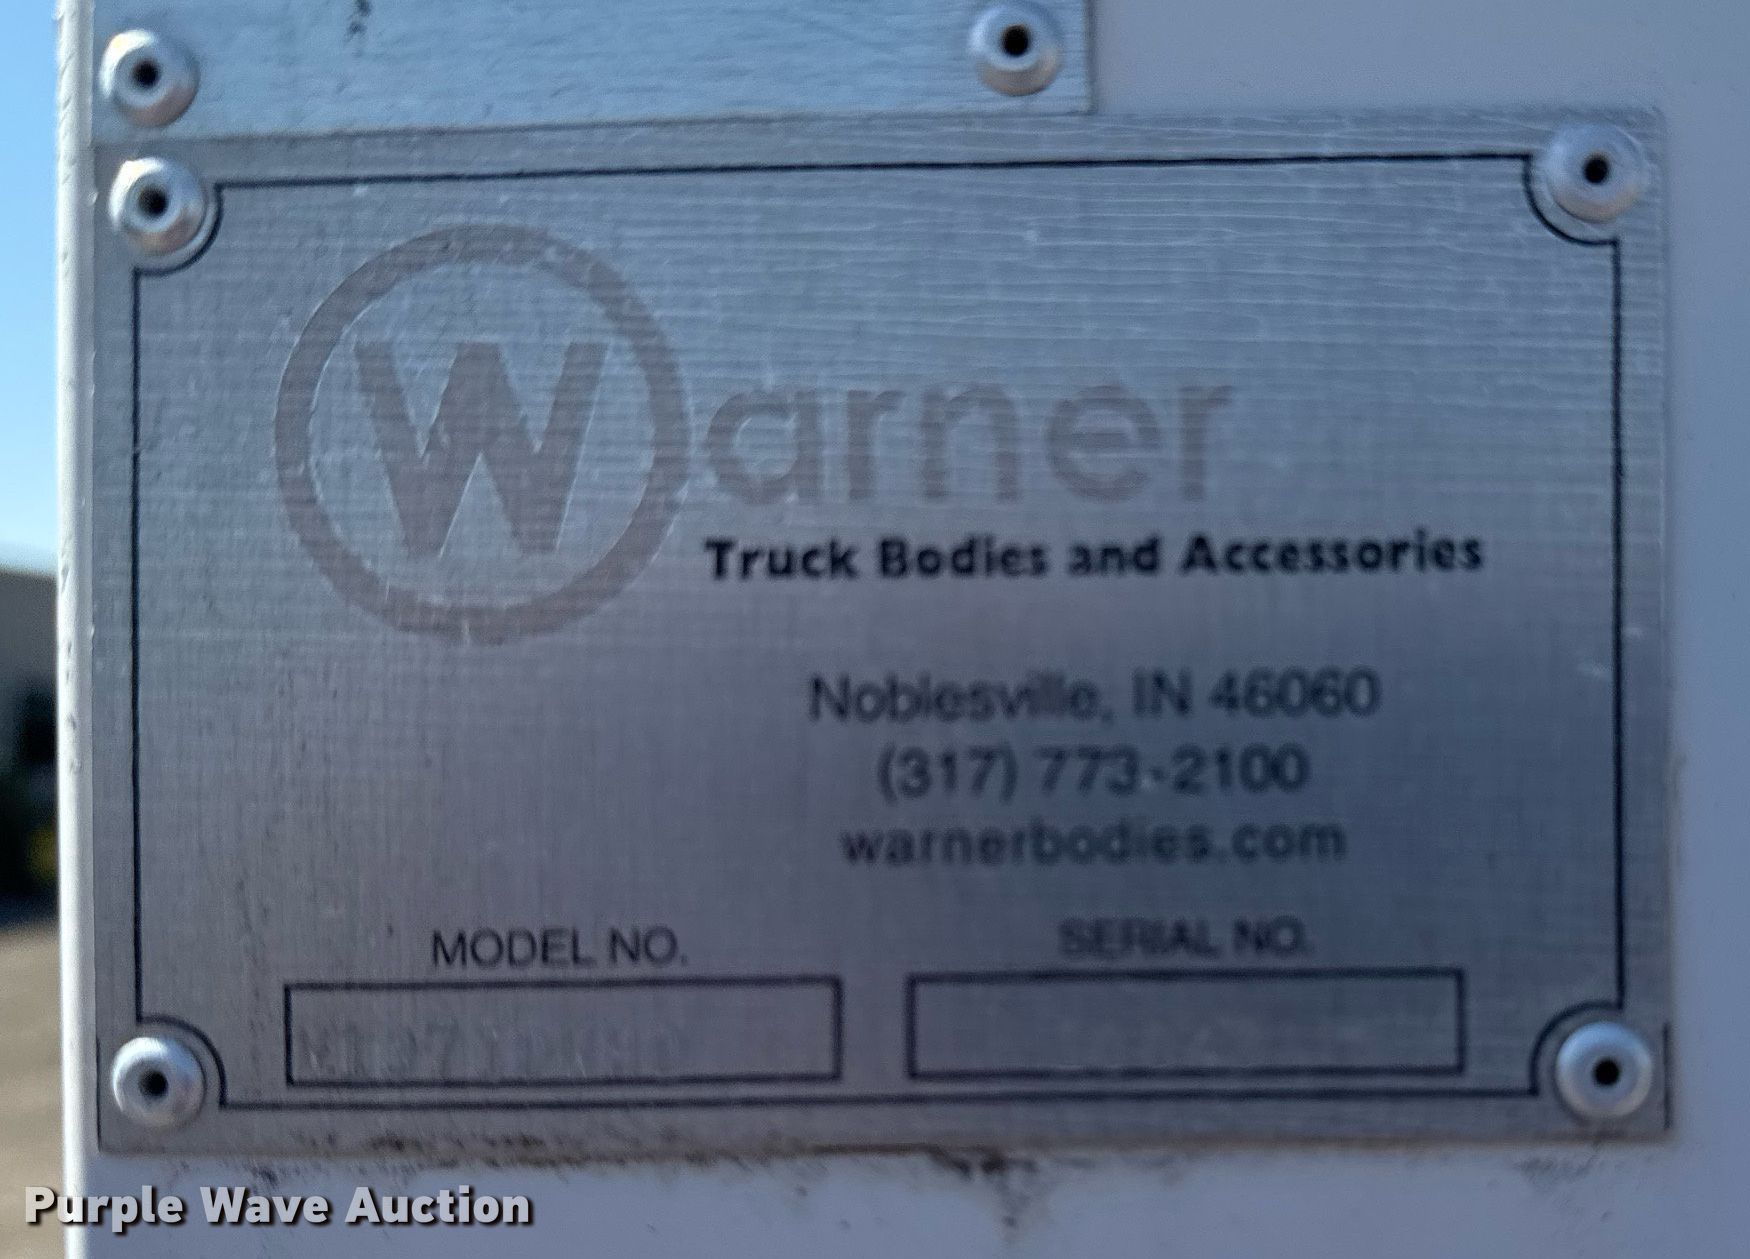 Warner
Truck Bodies and Accessories
Noblesville, IN 46060
(317) 773-2100
warnerbodies.com
MODEL NO. SERIAL NO.
Purple Wave Auction